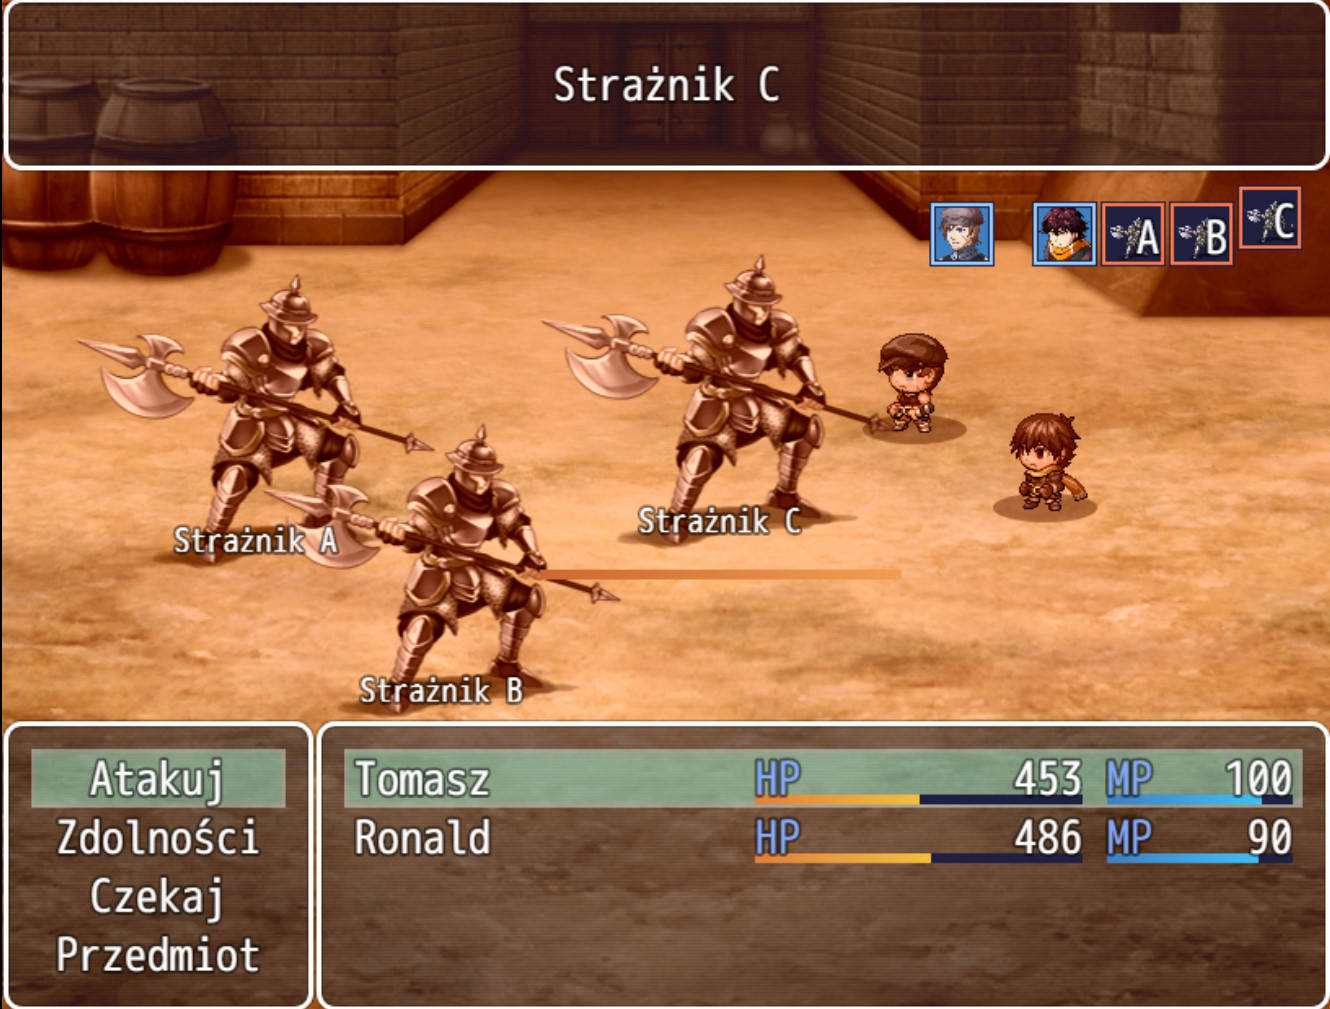 Strażnik C
A B C
Strażnik A
Strażnik C
Strażnik B
Atakuj
Zdolności
Czekaj
Przedmiot
Tomasz HP 453 MP 100
Ronald HP 486 MP 90